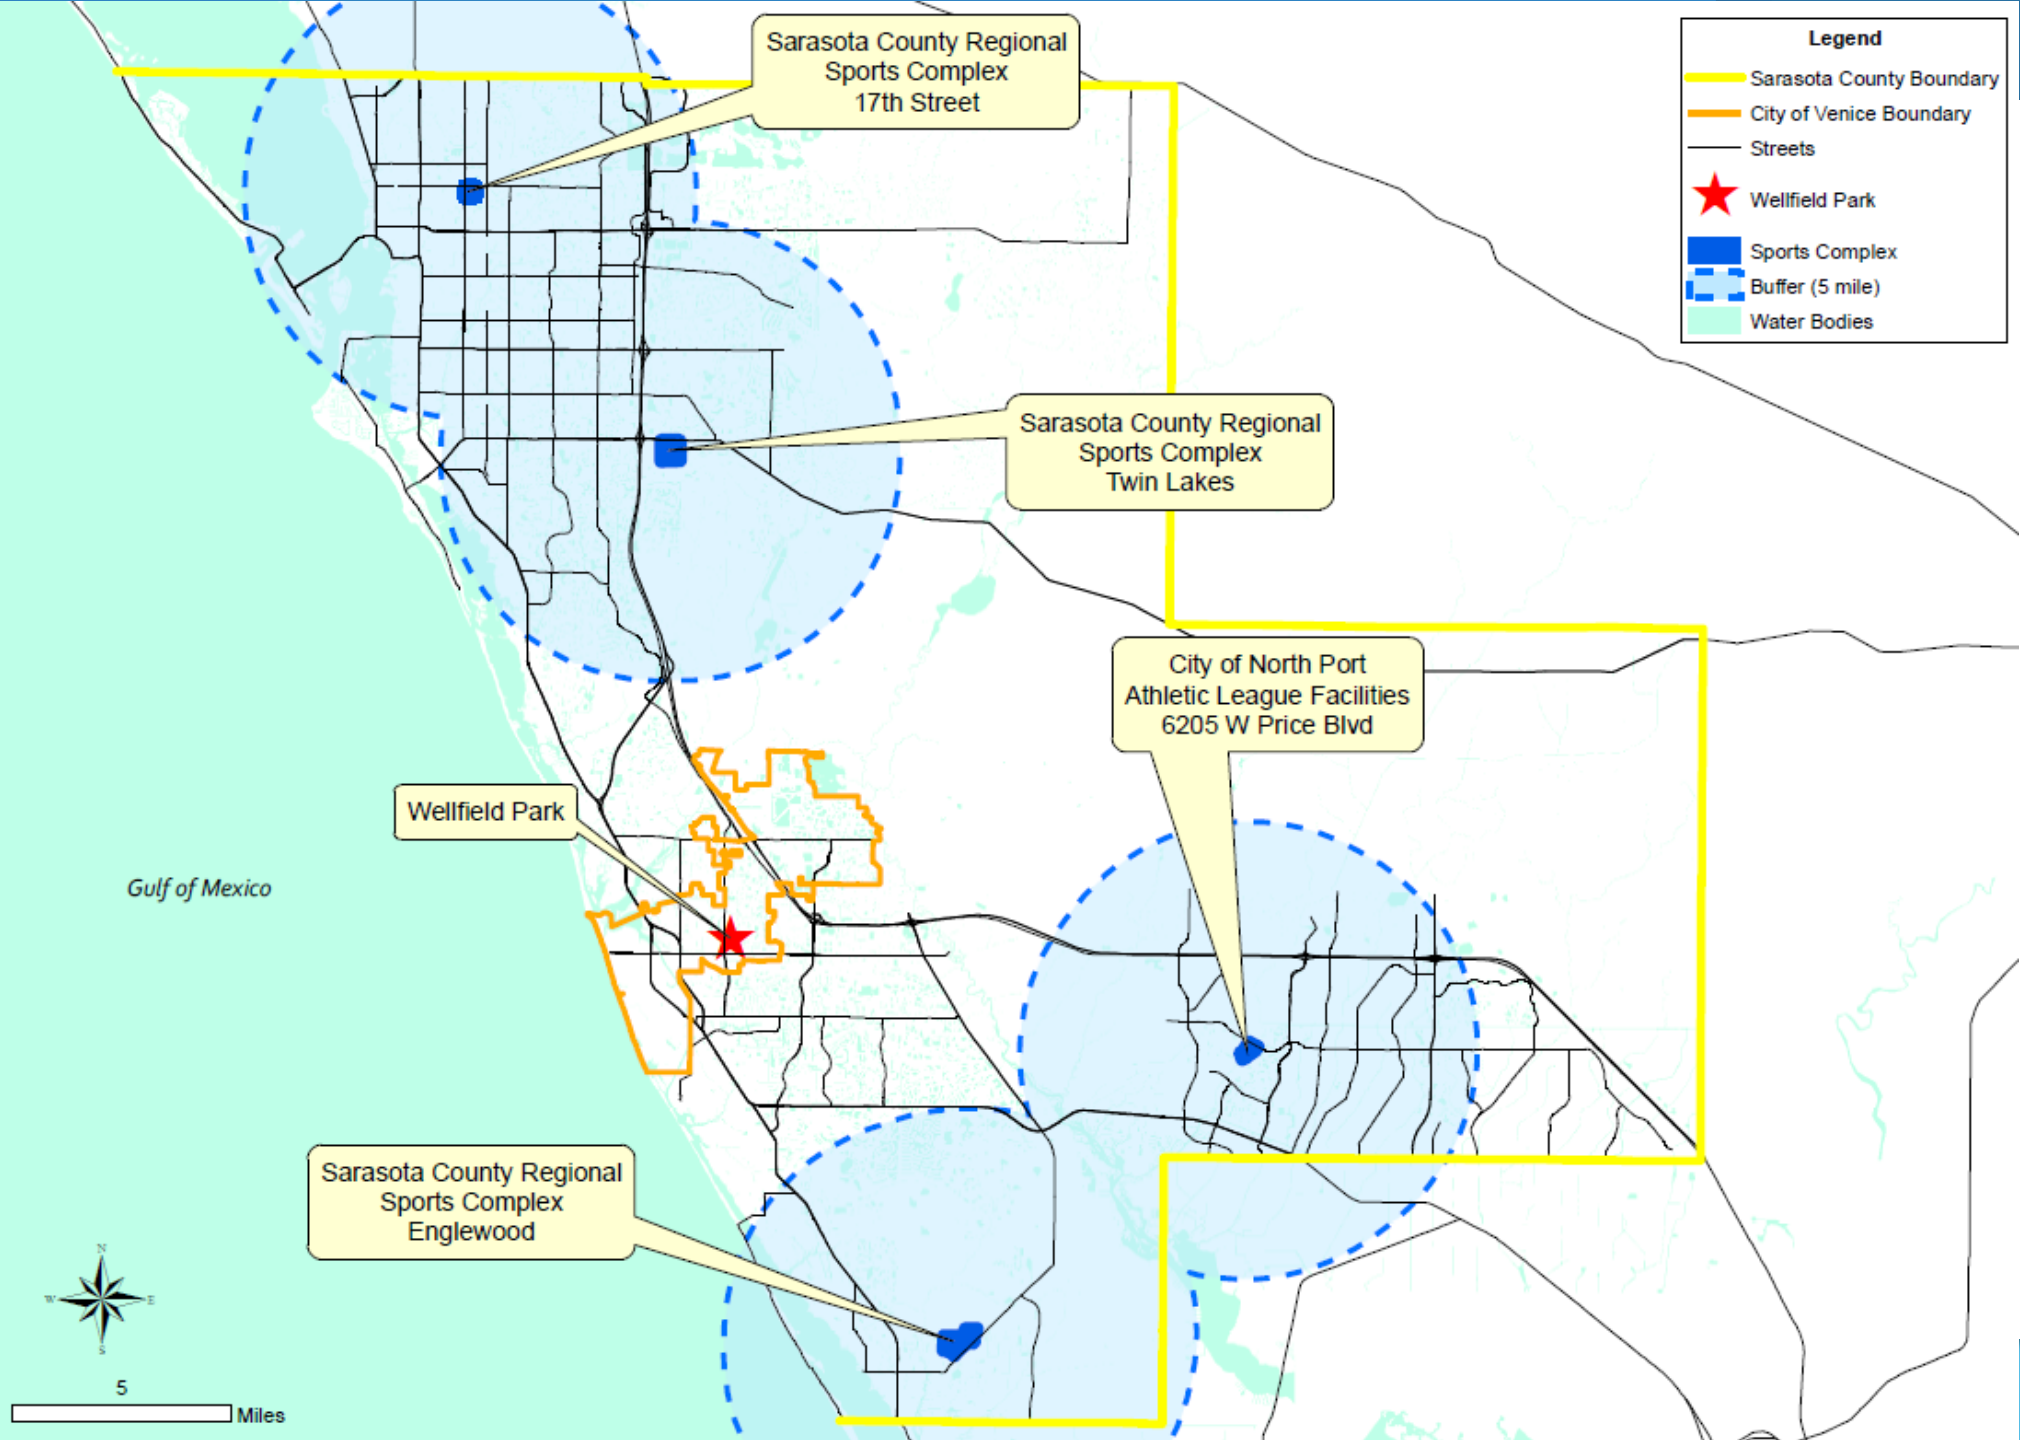 Sarasota County Regional
Sports Complex
17th Street
Legend
Sarasota County Boundary
City of Venice Boundary
Streets
Wellfield Park
Sports Complex
Buffer (5 mile)
Water Bodies
Sarasota County Regional
Sports Complex
Twin Lakes
City of North Port
Athletic League Facilities
6205 W Price Blvd
Wellfield Park
Gulf of Mexico
Sarasota County Regional
Sports Complex
Englewood
N
W E
S
5
Miles